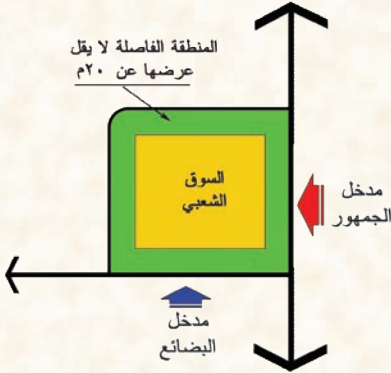 المنطقة الفاصلة لا يقل
عرضها عن ٢٠م
السوق
الشعبي
مدخل
الجمهور
مدخل
البضائع